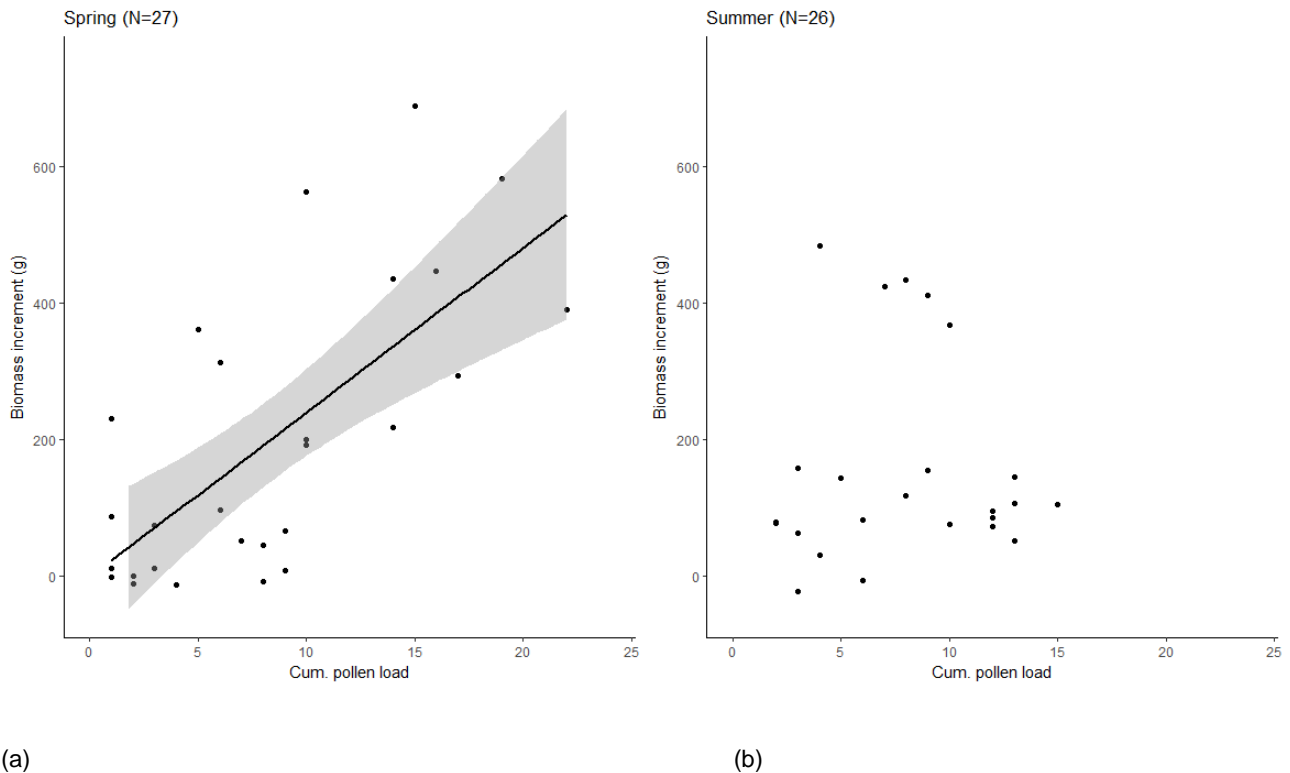 Spring (N=27)
Biomass increment (g)
600
400
200
0
0 5 10 15 20 25
Cum. pollen load
(a)
Summer (N=26)
Biomass increment (g)
600
400
200
0
0 5 10 15 20 25
Cum. pollen load
(b)